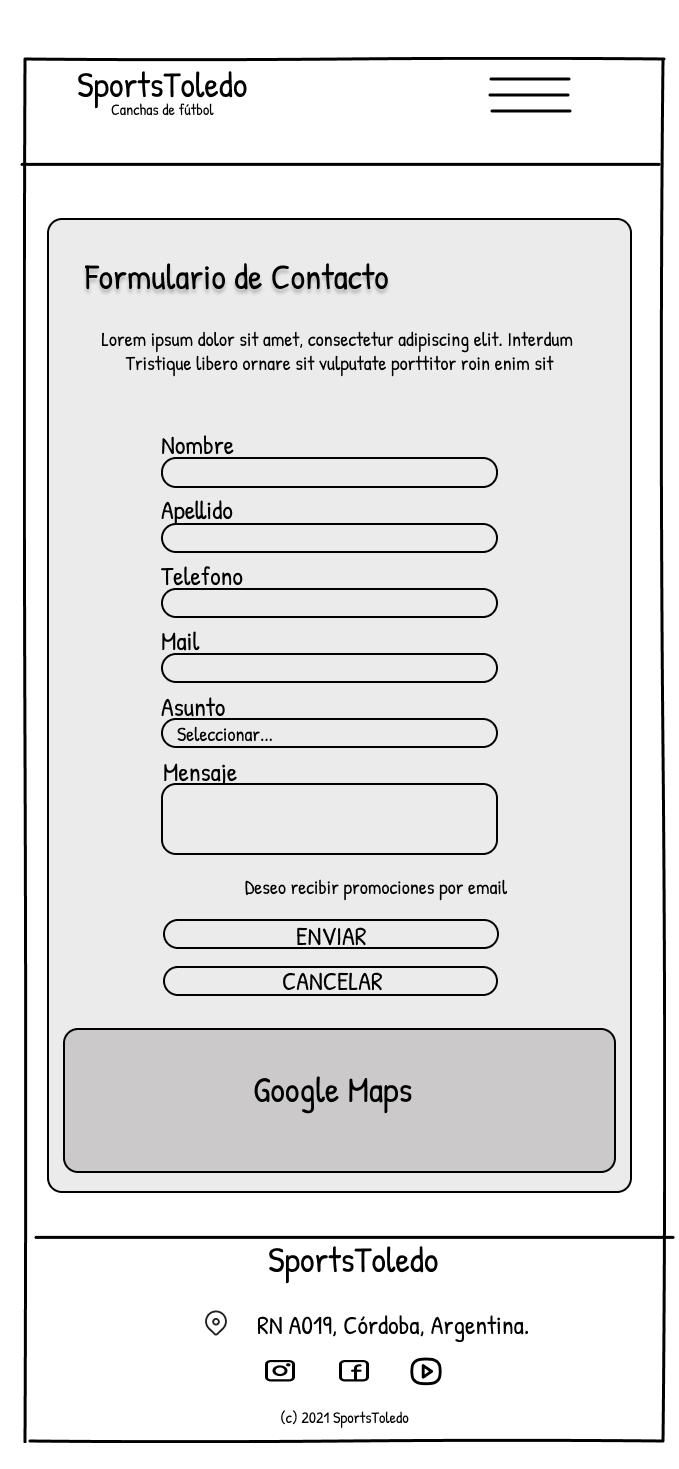 SportsToledo
Canchas de fútbol
Formulario de Contacto
Lorem ipsum dolor sit amet, consectetur adipiscing elit. Interdum
Tristique libero ornare sit vulputate porttitor roin enim sit
Nombre
Apellido
Telefono
Mail
Asunto
Seleccionar...
Mensaje
Deseo recibir promociones por email
ENVIAR
CANCELAR
Google Maps
SportsToledo
RN A019, Córdoba, Argentina.
(c) 2021 SportsToledo